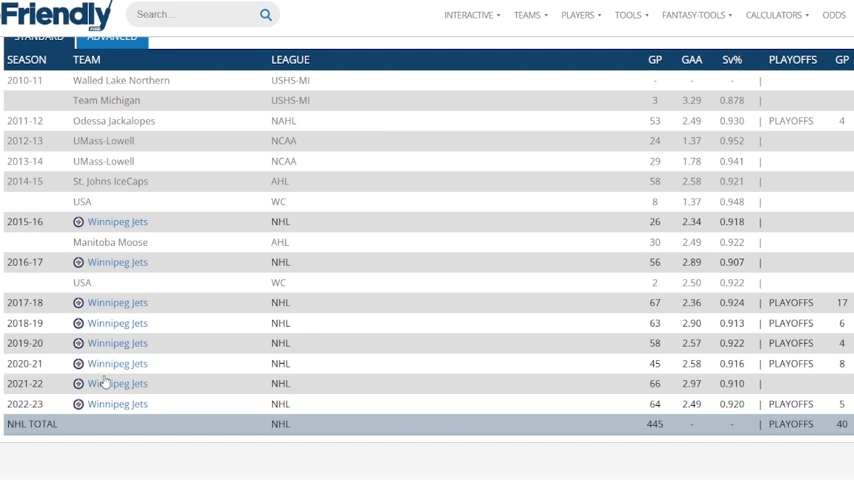 Friendly
Search... INTERACTIVE TEAMS PLAYERS TOOLS FANTASY-TOOLS CALCULATORS ODDS
STANDARD ADVANCED
SEASON TEAM LEAGUE GP GAA Sv% PLAYOFFS GP
2010-11 Walled Lake Northern USHS-MI - - - |
Team Michigan USHS-MI 3 3.29 0.878 |
2011-12 Odessa Jackalopes NAHL 53 2.49 0.930 | PLAYOFFS 4
2012-13 UMass-Lowell NCAA 24 1.37 0.952 |
2013-14 UMass-Lowell NCAA 29 1.78 0.941 |
2014-15 St. Johns IceCaps AHL 58 2.58 0.921 |
USA WC 8 1.37 0.948 |
2015-16 Winnipeg Jets NHL 26 2.34 0.918 |
Manitoba Moose AHL 30 2.49 0.922 |
2016-17 Winnipeg Jets NHL 56 2.89 0.907 |
USA WC 2 2.50 0.922 |
2017-18 Winnipeg Jets NHL 67 2.36 0.924 | PLAYOFFS 17
2018-19 Winnipeg Jets NHL 63 2.90 0.913 | PLAYOFFS 6
2019-20 Winnipeg Jets NHL 58 2.57 0.922 | PLAYOFFS 4
2020-21 Winnipeg Jets NHL 45 2.58 0.916 | PLAYOFFS 8
2021-22 Winnipeg Jets NHL 66 2.97 0.910 |
2022-23 Winnipeg Jets NHL 64 2.49 0.920 | PLAYOFFS 5
NHL TOTAL NHL 445 - - | PLAYOFFS 40